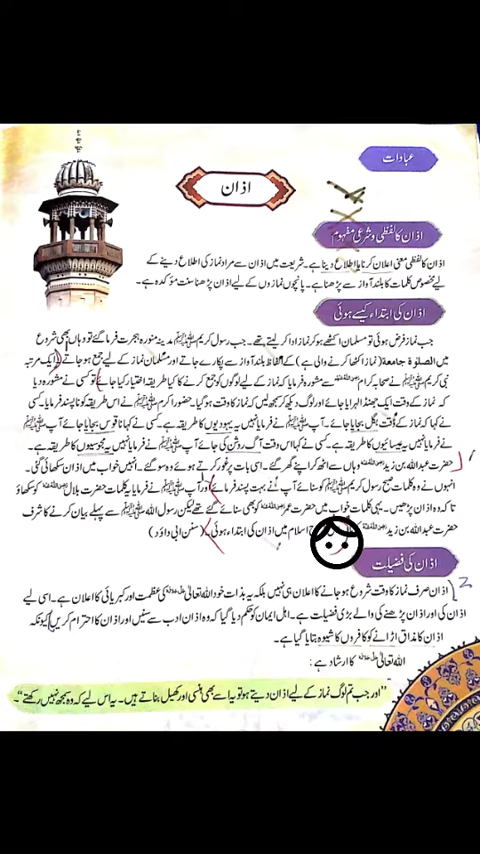 عبادات
اذان
اذان کا لفظی و شرعی مفہوم
اذان کا لفظی معنی اعلان کرنا یا اطلاع دینا ہے۔ شریعت میں اذان سے مراد نماز کی اطلاع دینے کے
لیے مخصوص کلمات کا بلند آواز سے پڑھنا ہے۔ پانچوں نمازوں کے لیے اذان پڑھنا سنت مؤکدہ ہے۔
اذان کی ابتداء کیسے ہوئی
جب نماز فرض ہوئی تو مسلمان اکٹھے ہو کر نماز ادا کر لیتے تھے۔ جب رسول کریم ﷺ مدینہ منورہ ہجرت فرما گئے تو وہاں بھی شروع
میں الصلوٰۃ جامعة (نماز اکٹھا کرنے والی ہے) کے الفاظ بلند آواز سے پکارے جاتے اور مسلمان نماز کے لیے جمع ہو جاتے۔ ایک مرتبہ
نبی کریم ﷺ نے صحابہ کرام سے مشورہ فرمایا کہ نماز کے لیے لوگوں کو جمع کرنے کا کیا طریقہ اختیار کیا جائے تو کسی نے مشورہ دیا
کہ نماز کے وقت ایک جھنڈا لہرایا جائے اور لوگ دیکھ کر سمجھ لیں کہ نماز کا وقت ہو گیا۔ حضور اکرم ﷺ نے اس طریقہ کو ناپسند فرمایا۔ کسی
نے کہا کہ نماز کے وقت بگل بجایا جائے۔ آپ ﷺ نے فرمایا نہیں یہ یہودیوں کا طریقہ ہے۔ کسی نے کہا ناقوس بجایا جائے آپ ﷺ
نے فرمایا نہیں یہ عیسائیوں کا طریقہ ہے۔ کسی نے کہا اس وقت آگ روشن کی جائے آپ ﷺ نے فرمایا نہیں یہ مجوسیوں کا طریقہ ہے۔
حضرت عبداللہ بن زید وہاں سے اٹھ کر اپنے گھر گئے۔ اسی بات پر غور کرتے ہوئے وہ سو گئے۔ انہیں خواب میں اذان سکھائی گئی۔
انہوں نے وہ کلمات صبح رسول کریم ﷺ کو سنائے آپ نے بہت پسند فرمائے اور آپ ﷺ نے فرمایا یہ کلمات حضرت بلال کو سکھاؤ
تاکہ وہ اذان پڑھیں۔ یہی کلمات خواب میں حضرت عمر کو بھی سنائے گئے تھے لیکن رسول اللہ ﷺ سے پہلے بیان کرنے کا شرف
حضرت عبداللہ بن زید اسلام میں اذان کی ابتداء ہوئی۔ (سنن ابی داؤد)
اذان کی فضیلت
اذان صرف نماز کا وقت شروع ہو جانے کا اعلان ہی نہیں بلکہ یہ بذات خود اللہ تعالیٰ کی عظمت اور کبریائی کا اعلان ہے۔ اسی لیے
اذان کی اور اذان پڑھنے کی والے بڑی فضیلت ہے۔ اہل ایمان کو حکم دیا گیا کہ وہ اذان ادب سے سنیں اور اذان کا احترام کریں کیونکہ
اذان کا مذاق اڑانے کو کافروں کا شیوہ بتایا گیا ہے۔
اللہ تعالیٰ کا ارشاد ہے:
"اور جب تم لوگ نماز کے لیے اذان دیتے ہو تو یہ اسے بھی ہنسی اور کھیل بناتے ہیں۔ یہ اس لیے کہ وہ سمجھ نہیں رکھتے"۔